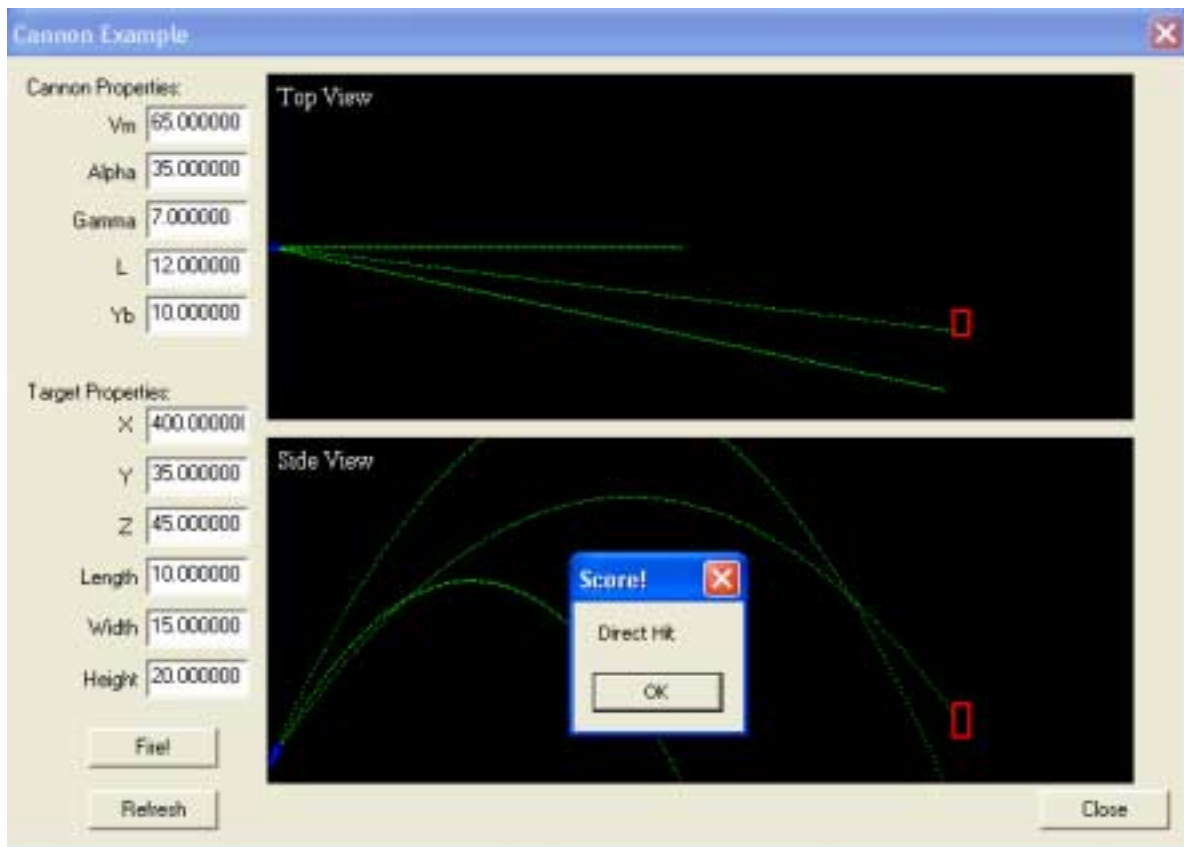 Cannon Example
Cannon Properties:
Vm 65.000000
Alpha 35.000000
Gamma 7.000000
L 12.000000
Yb 10.000000
Target Properties:
X 400.000000
Y 35.000000
Z 45.000000
Length 10.000000
Width 15.000000
Height 20.000000
Fire!
Refresh
Top View
Side View
Score!
Direct Hit
OK
Close